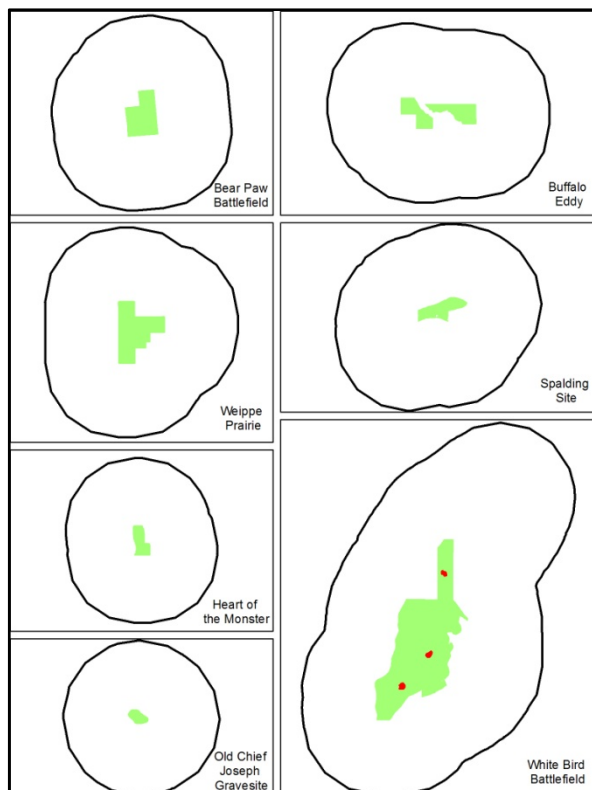 Bear Paw
Battlefield
Buffalo
Eddy
Weippe
Prairie
Spalding
Site
Heart of
the Monster
Old Chief
Joseph
Gravesite
White Bird
Battlefield